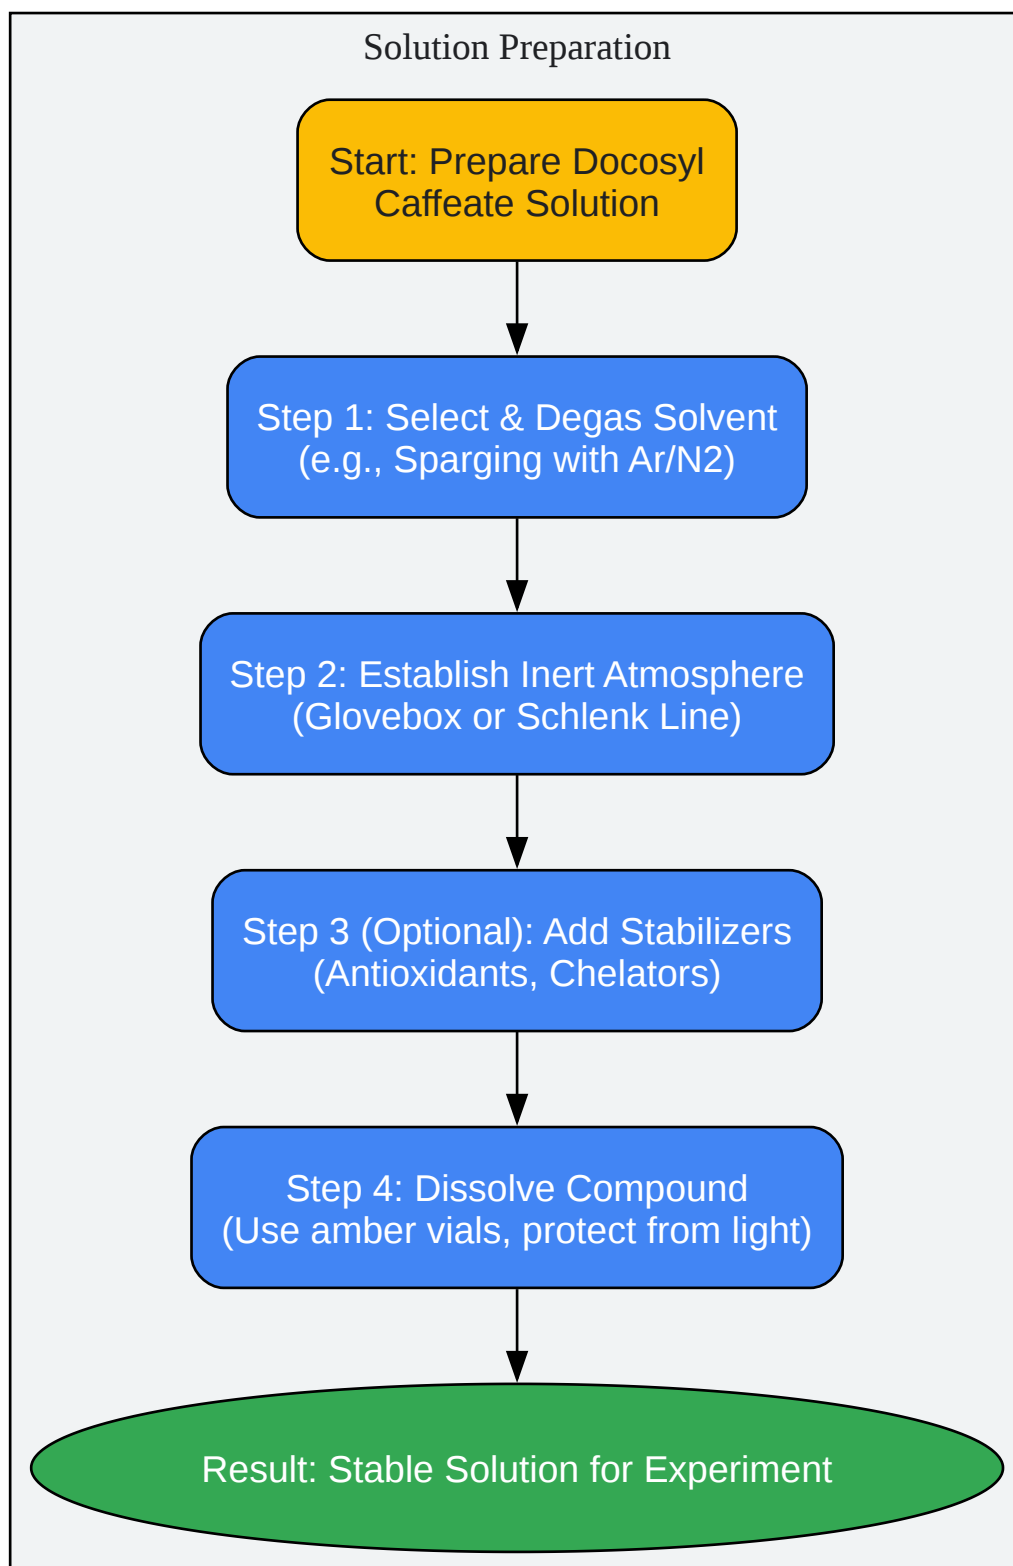 Solution Preparation
Start: Prepare Docosyl
Caffeate Solution
Step 1: Select & Degas Solvent
(e.g., Sparging with Ar/N2)
Step 2: Establish Inert Atmosphere
(Glovebox or Schlenk Line)
Step 3 (Optional): Add Stabilizers
(Antioxidants, Chelators)
Step 4: Dissolve Compound
(Use amber vials, protect from light)
Result: Stable Solution for Experiment